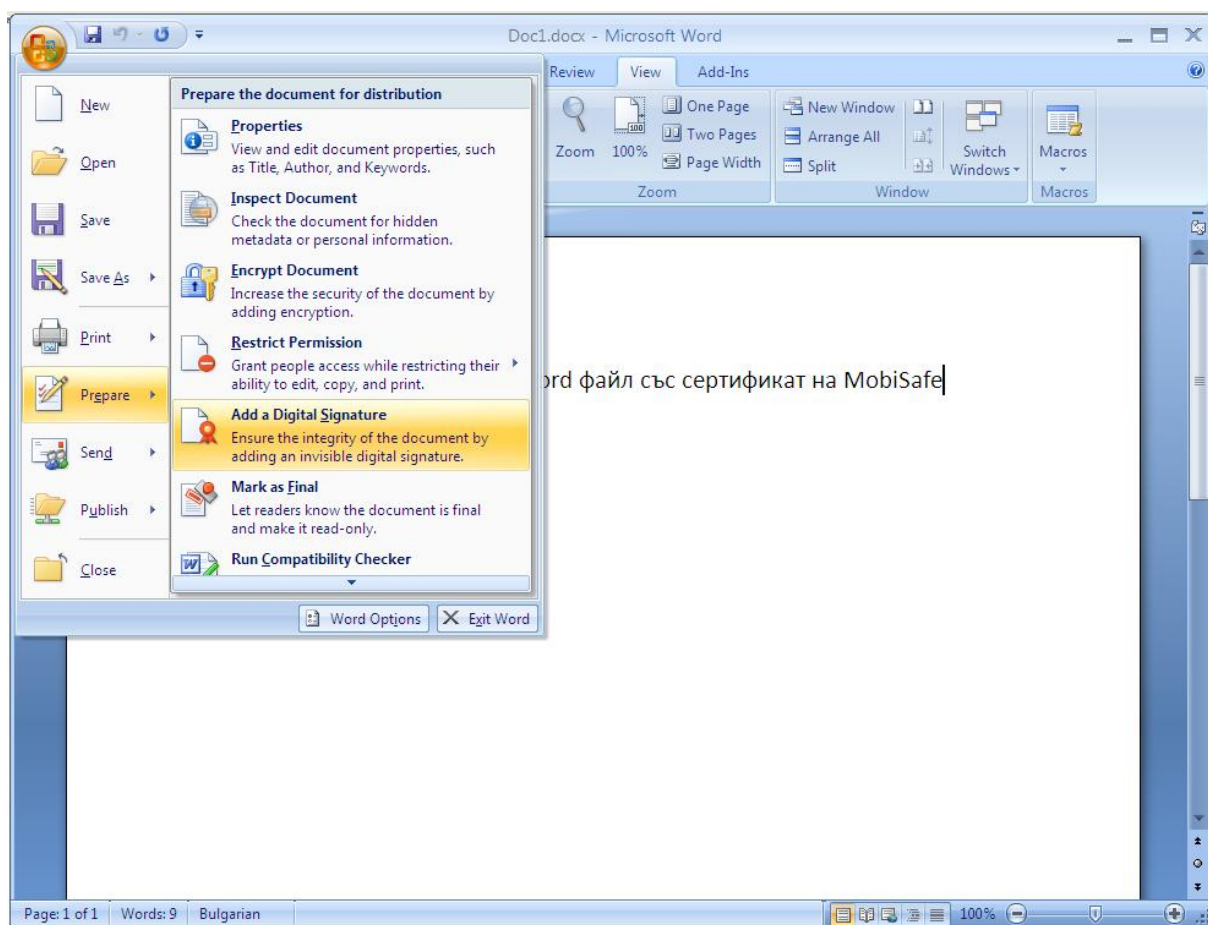 Doc1.docx - Microsoft Word
Review View Add-Ins
New
Open
Save
Save As
Print
Prepare
Send
Publish
Close
Prepare the document for distribution
Properties
View and edit document properties, such
as Title, Author, and Keywords.
Inspect Document
Check the document for hidden
metadata or personal information.
Encrypt Document
Increase the security of the document by
adding encryption.
Restrict Permission
Grant people access while restricting their
ability to edit, copy, and print.
Add a Digital Signature
Ensure the integrity of the document by
adding an invisible digital signature.
Mark as Final
Let readers know the document is final
and make it read-only.
Run Compatibility Checker
Word Options
Exit Word
Zoom
100
100%
One Page
Two Pages
Page Width
Zoom
New Window
Arrange All
Split
Switch
Windows
Window
Macros
Macros
ord файл със сертификат на MobiSafe
Page: 1 of 1 Words: 9 Bulgarian 100%